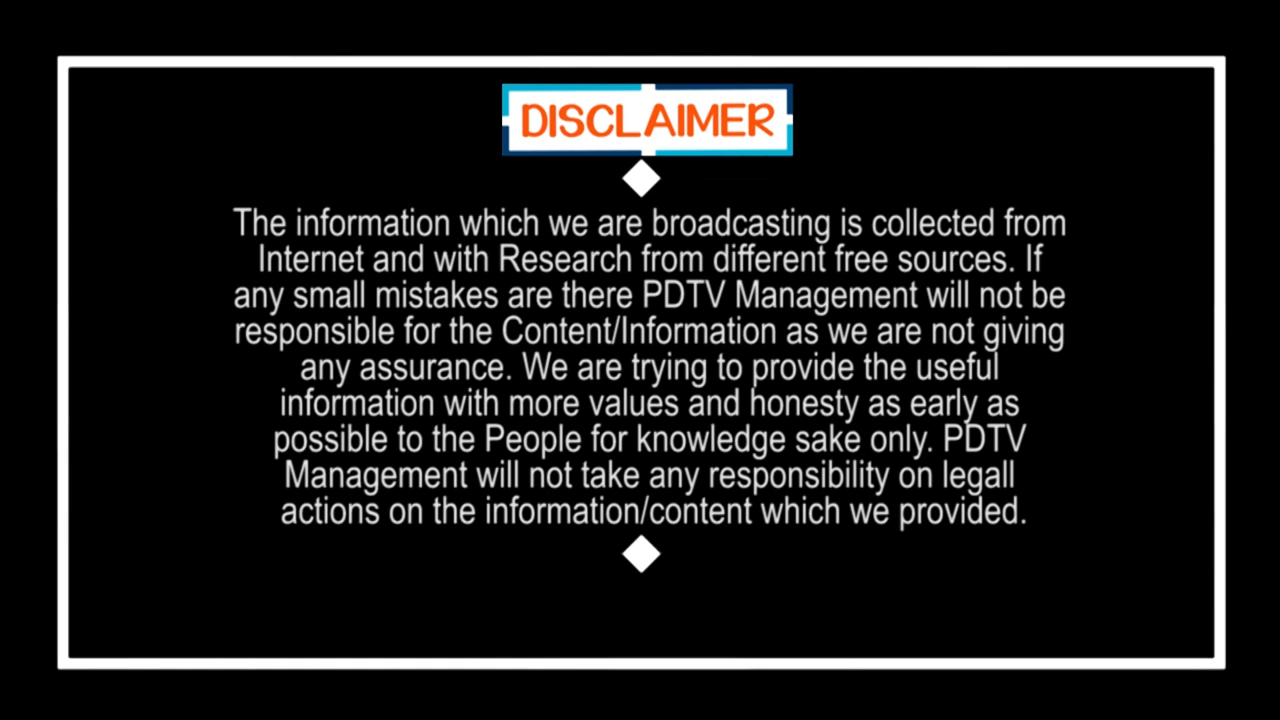 DISCLAIMER
The information which we are broadcasting is collected from
Internet and with Research from different free sources. If
any small mistakes are there PDTV Management will not be
responsible for the Content/Information as we are not giving
any assurance. We are trying to provide the useful
information with more values and honesty as early as
possible to the People for knowledge sake only. PDTV
Management will not take any responsibility on legall
actions on the information/content which we provided.